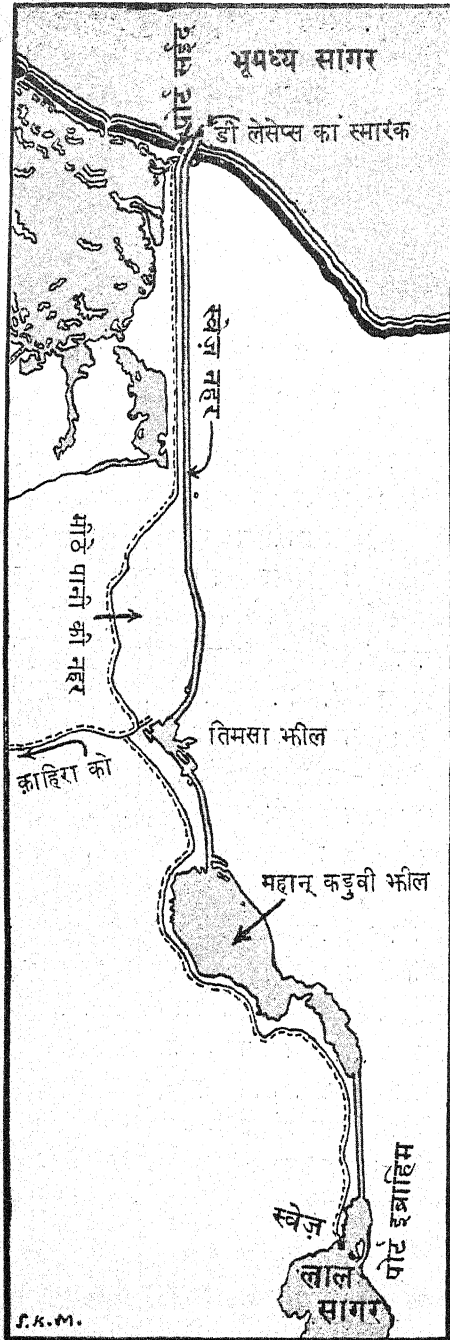 भूमध्य सागर
पोर्ट सईद
डी लेसेप्स का स्मारक
स्वेज़ नहर
मीठे पानी की नहर
तिमसा झील
क़ाहिरा को
महान् कड़ुवी झील
पोर्ट इब्राहिम
स्वेज़
लाल
सागर
S.K.M.